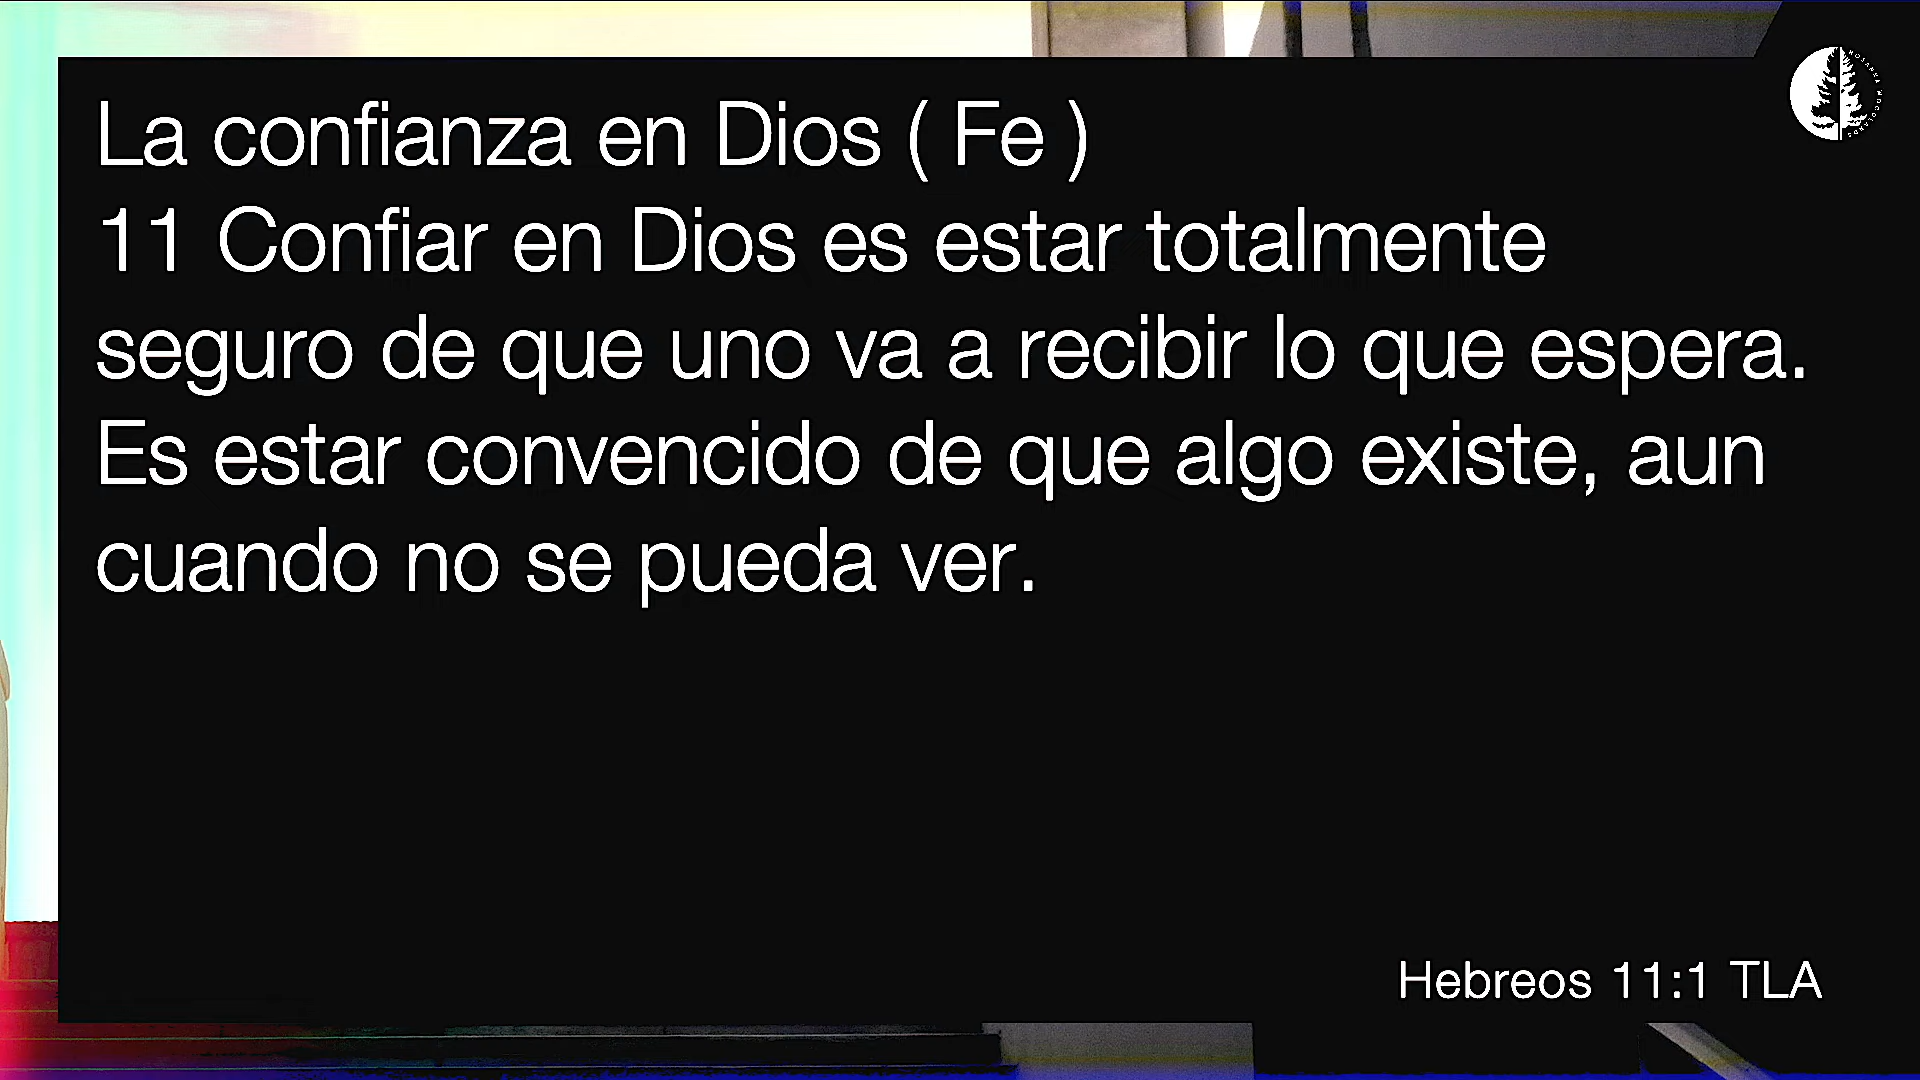 La confianza en Dios ( Fe )
11 Confiar en Dios es estar totalmente
seguro de que uno va a recibir lo que espera.
Es estar convencido de que algo existe, aun
cuando no se pueda ver.
Hebreos 11:1 TLA
HOSANNA WOODLANDS